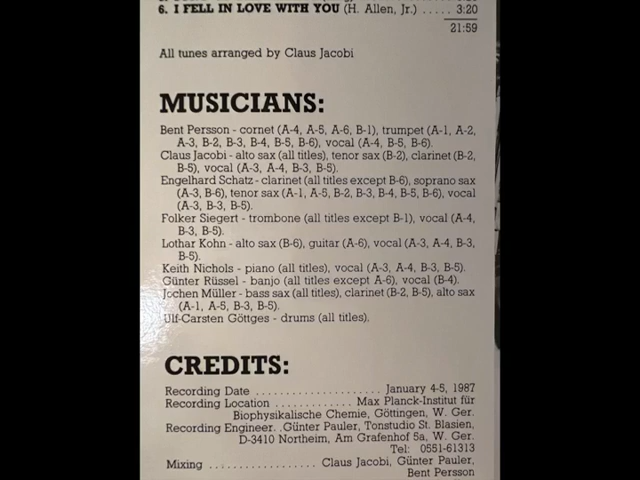 6. I FELL IN LOVE WITH YOU (H. Allen, Jr.) ..... 3:20
21:59
All tunes arranged by Claus Jacobi
MUSICIANS:
Bent Persson - cornet (A-4, A-5, A-6, B-1), trumpet (A-1, A-2,
A-3, B-2, B-3, B-4, B-5, B-6), vocal (A-4, B-5, B-6).
Claus Jacobi - alto sax (all titles), tenor sax (B-2), clarinet (B-2,
B-5), vocal (A-3, A-4, B-3, B-5).
Engelhard Schatz - clarinet (all titles except B-6), soprano sax
(A-3, B-6), tenor sax (A-1, A-5, B-2, B-3, B-4, B-5, B-6), vocal
(A-3, B-3, B-5).
Folker Siegert - trombone (all titles except B-1), vocal (A-4,
B-3, B-5).
Lothar Kohn - alto sax (B-6), guitar (A-6), vocal (A-3, A-4, B-3,
B-5).
Keith Nichols - piano (all titles), vocal (A-3, A-4, B-3, B-5).
Günter Rüssel - banjo (all titles except A-6), vocal (B-4).
Jochen Müller - bass sax (all titles), clarinet (B-2, B-5), alto sax
(A-1, A-5, B-3, B-5).
Ulf-Carsten Göttges - drums (all titles).
CREDITS:
Recording Date .................... January 4-5, 1987
Recording Location ............ Max Planck-Institut für
Biophysikalische Chemie, Göttingen, W. Ger.
Recording Engineer. .Günter Pauler, Tonstudio St. Blasien,
D-3410 Northeim, Am Grafenhof 5a, W. Ger.
Tel: 0551-61313
Mixing .................. Claus Jacobi, Günter Pauler,
Bent Persson